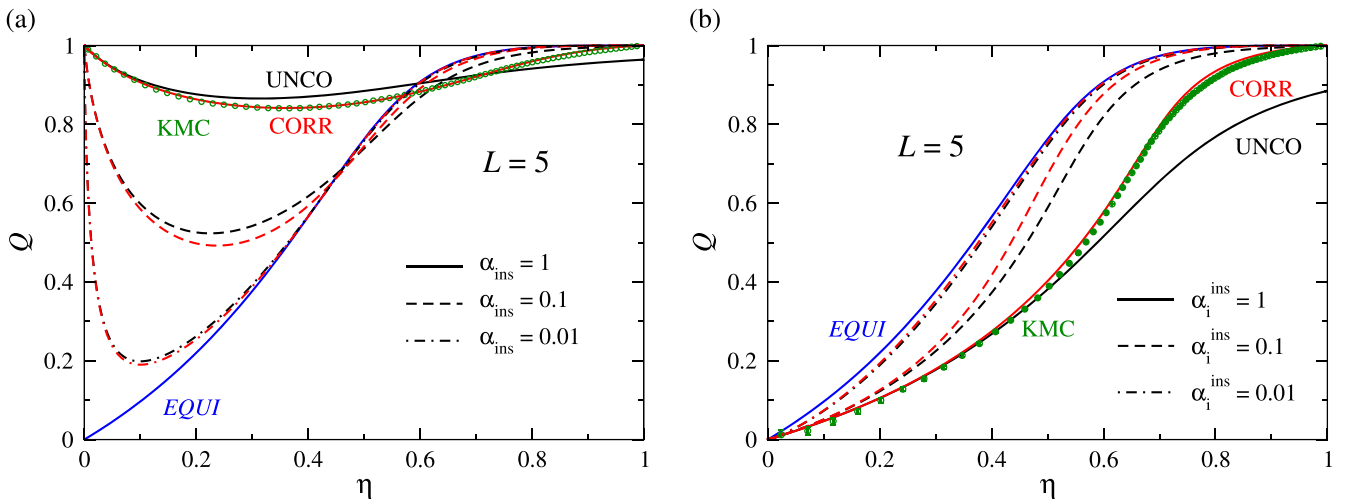 (a)
1
0.8
0.6
0.4
0.2
0
Q
UNCO
KMC
CORR
L = 5
α_ins = 1
α_ins = 0.1
α_ins = 0.01
EQUI
0 0.2 0.4 0.6 0.8 1
η
(b)
1
0.8
0.6
0.4
0.2
0
Q
CORR
UNCO
L = 5
EQUI
KMC
α_i^ins = 1
α_i^ins = 0.1
α_i^ins = 0.01
0 0.2 0.4 0.6 0.8 1
η